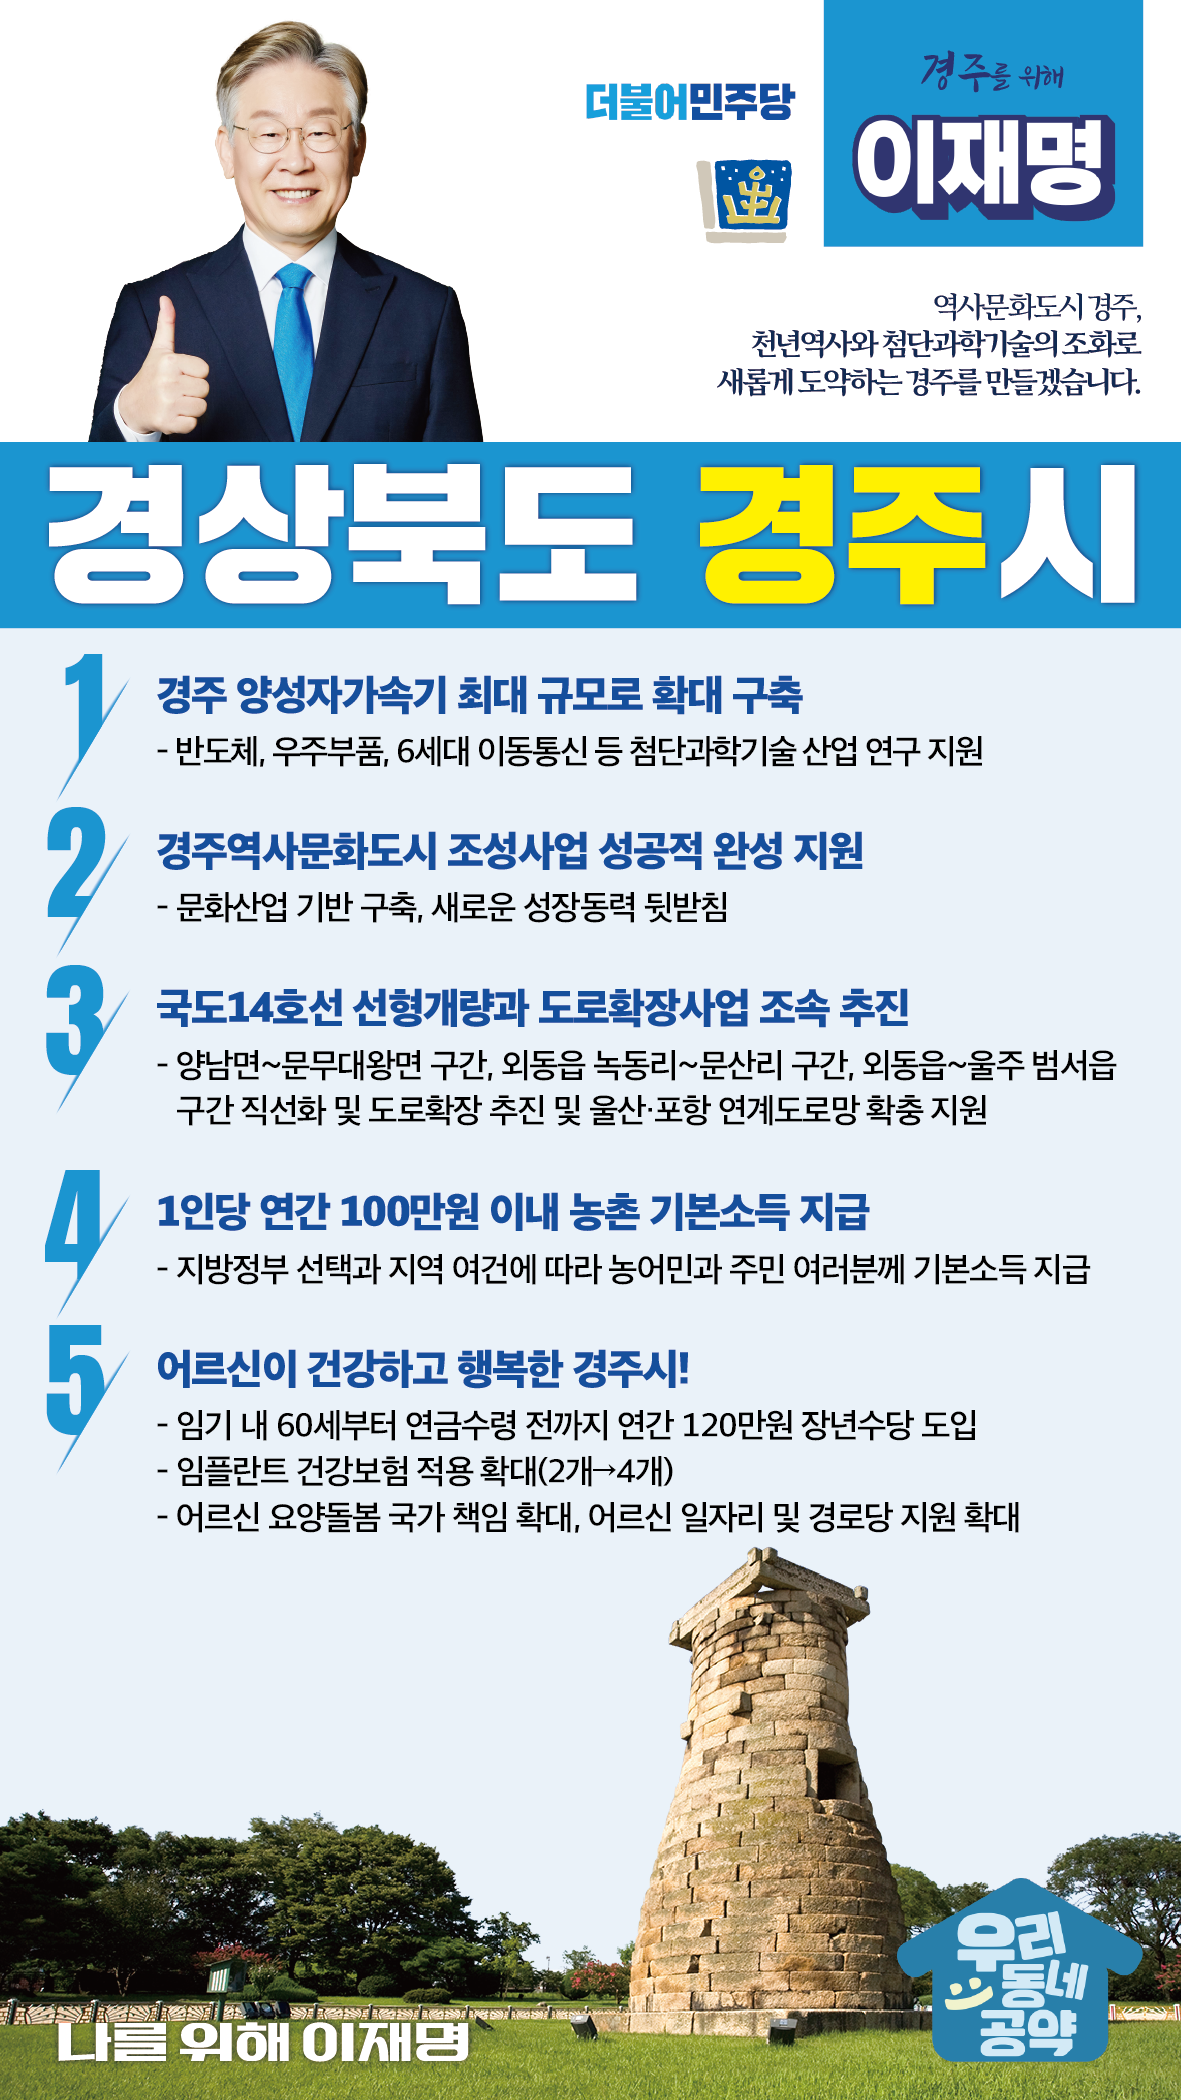 더불어민주당
경주를 위해
이재명
역사문화도시 경주,
천년역사와 첨단과학기술의 조화로
새롭게 도약하는 경주를 만들겠습니다.
경상북도 경주시
1
경주 양성자가속기 최대 규모로 확대 구축
- 반도체, 우주부품, 6세대 이동통신 등 첨단과학기술 산업 연구 지원
2
경주역사문화도시 조성사업 성공적 완성 지원
- 문화산업 기반 구축, 새로운 성장동력 뒷받침
3
국도14호선 선형개량과 도로확장사업 조속 추진
- 양남면~문무대왕면 구간, 외동읍 녹동리~문산리 구간, 외동읍~울주 범서읍
구간 직선화 및 도로확장 추진 및 울산·포항 연계도로망 확충 지원
4
1인당 연간 100만원 이내 농촌 기본소득 지급
- 지방정부 선택과 지역 여건에 따라 농어민과 주민 여러분께 기본소득 지급
5
어르신이 건강하고 행복한 경주시!
- 임기 내 60세부터 연금수령 전까지 연간 120만원 장년수당 도입
- 임플란트 건강보험 적용 확대(2개→4개)
- 어르신 요양돌봄 국가 책임 확대, 어르신 일자리 및 경로당 지원 확대
우리
동네
공약
나를 위해 이재명